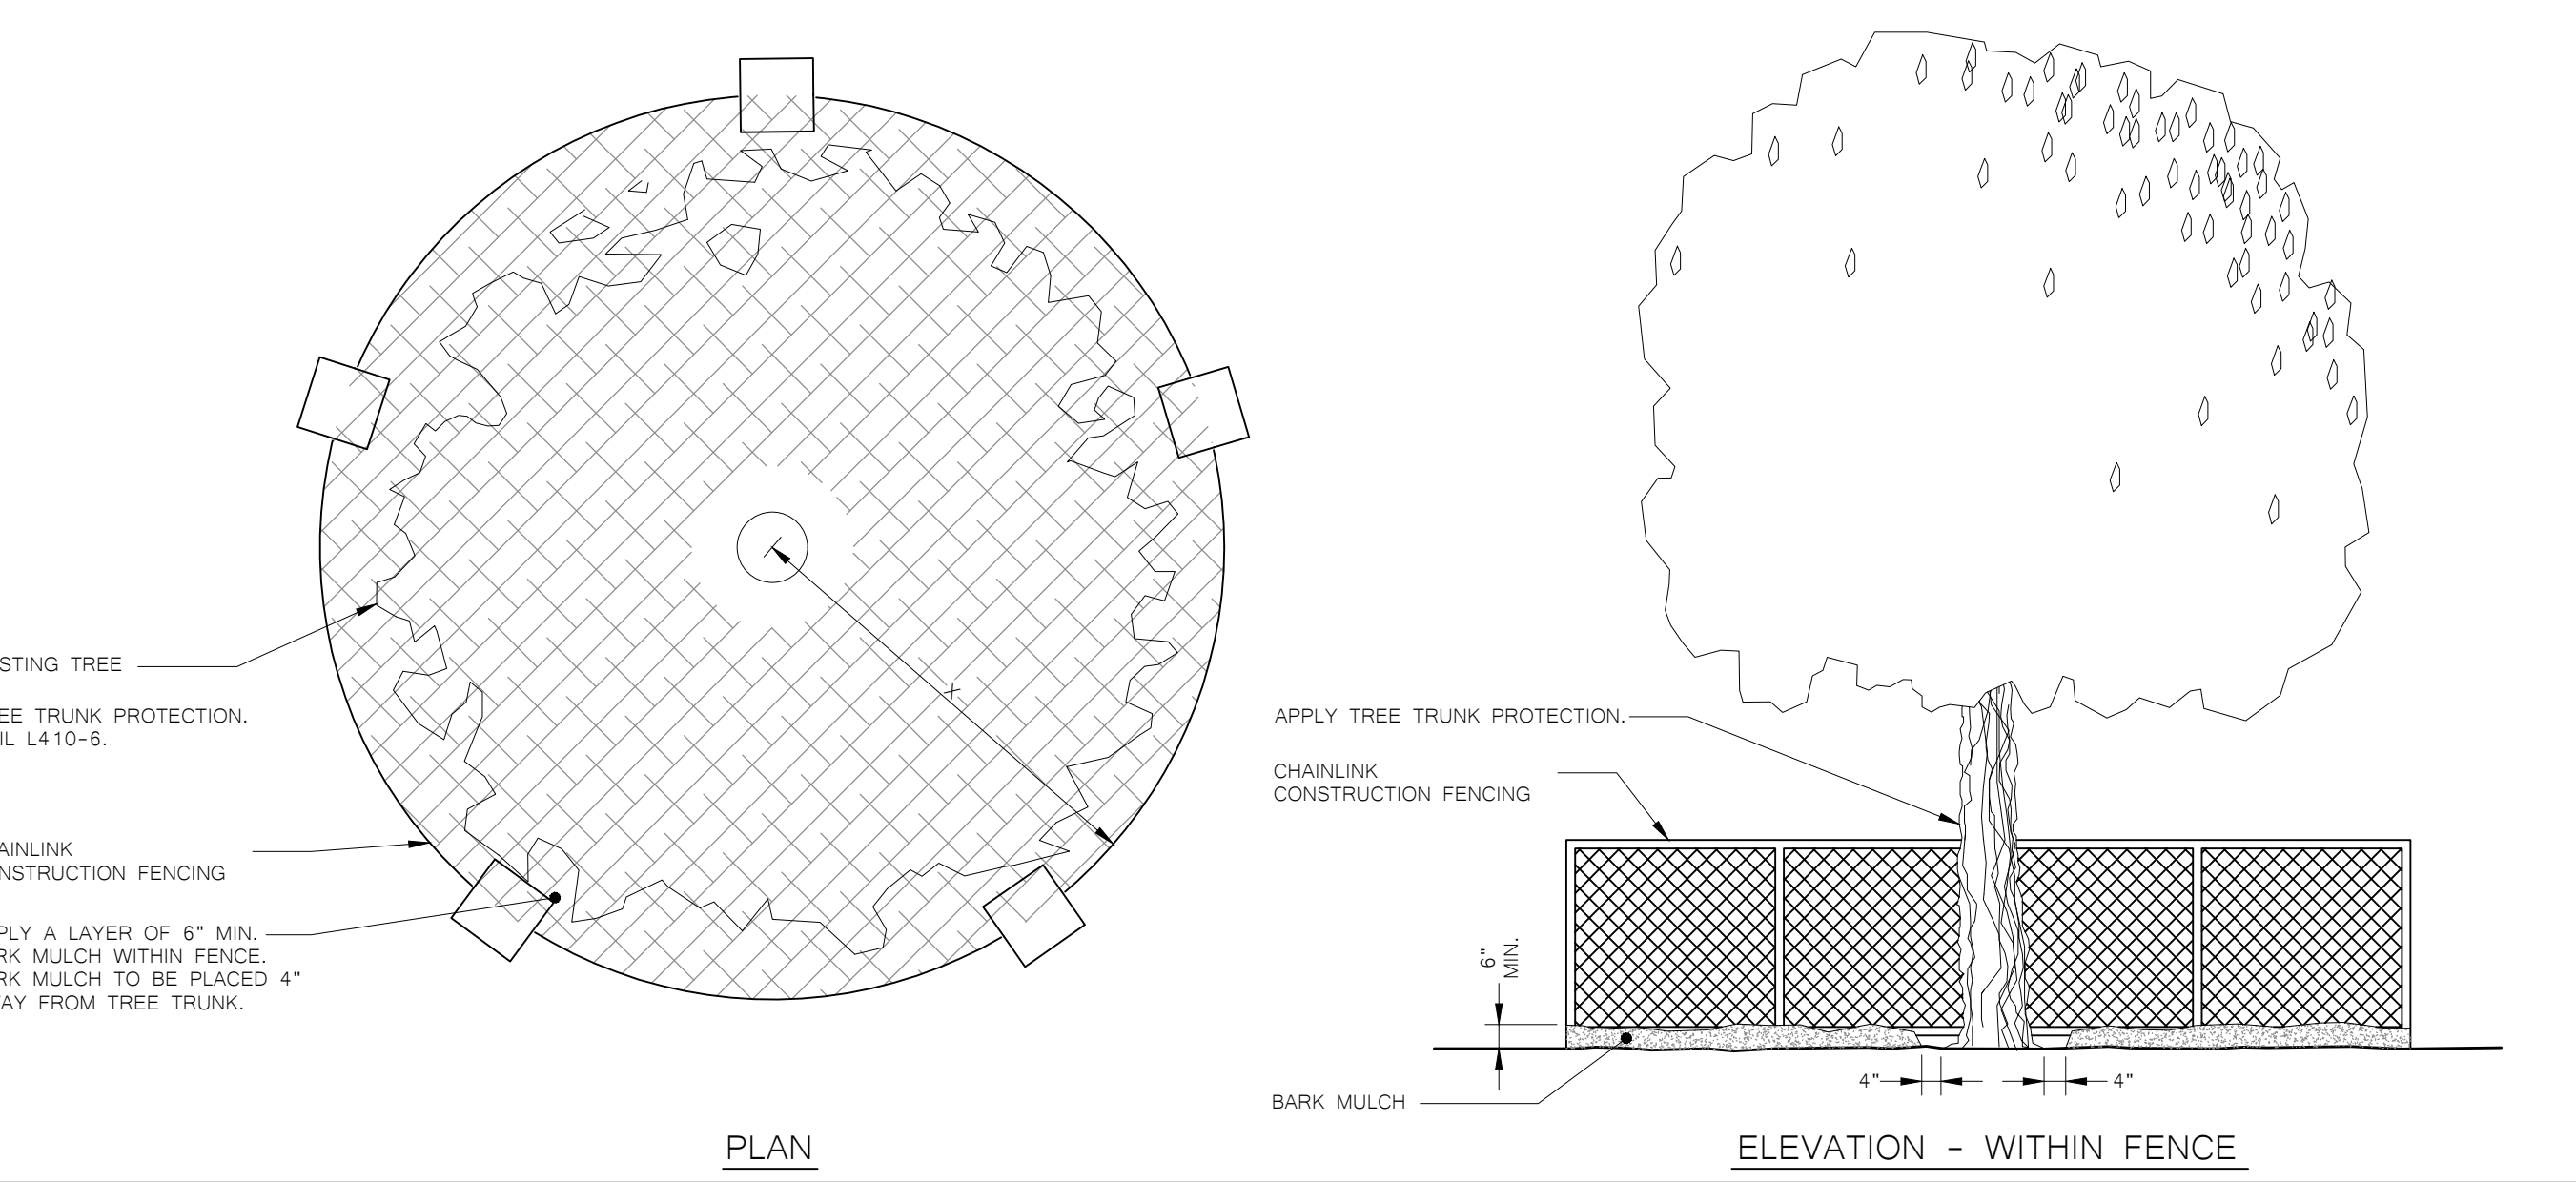 STING TREE
EE TRUNK PROTECTION.
IL L410-6.
AINLINK
NSTRUCTION FENCING
PLY A LAYER OF 6" MIN.
RK MULCH WITHIN FENCE.
RK MULCH TO BE PLACED 4"
AY FROM TREE TRUNK.
X
PLAN
APPLY TREE TRUNK PROTECTION.
CHAINLINK
CONSTRUCTION FENCING
6"
MIN.
BARK MULCH
4"
4"
ELEVATION - WITHIN FENCE